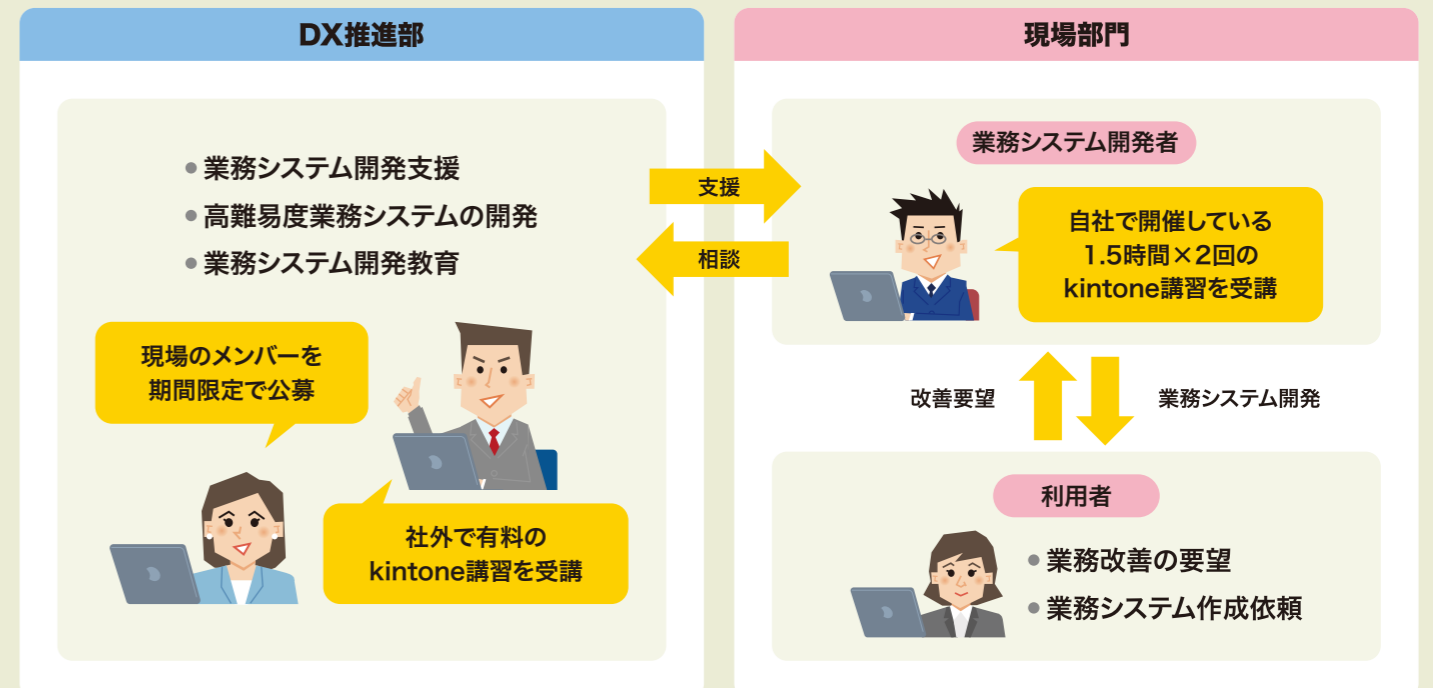 DX推進部
● 業務システム開発支援
● 高難易度業務システムの開発
● 業務システム開発教育
現場のメンバーを
期間限定で公募
社外で有料の
kintone講習を受講
支援
相談
現場部門
業務システム開発者
自社で開催している
1.5時間×2回の
kintone講習を受講
改善要望
業務システム開発
利用者
● 業務改善の要望
● 業務システム作成依頼